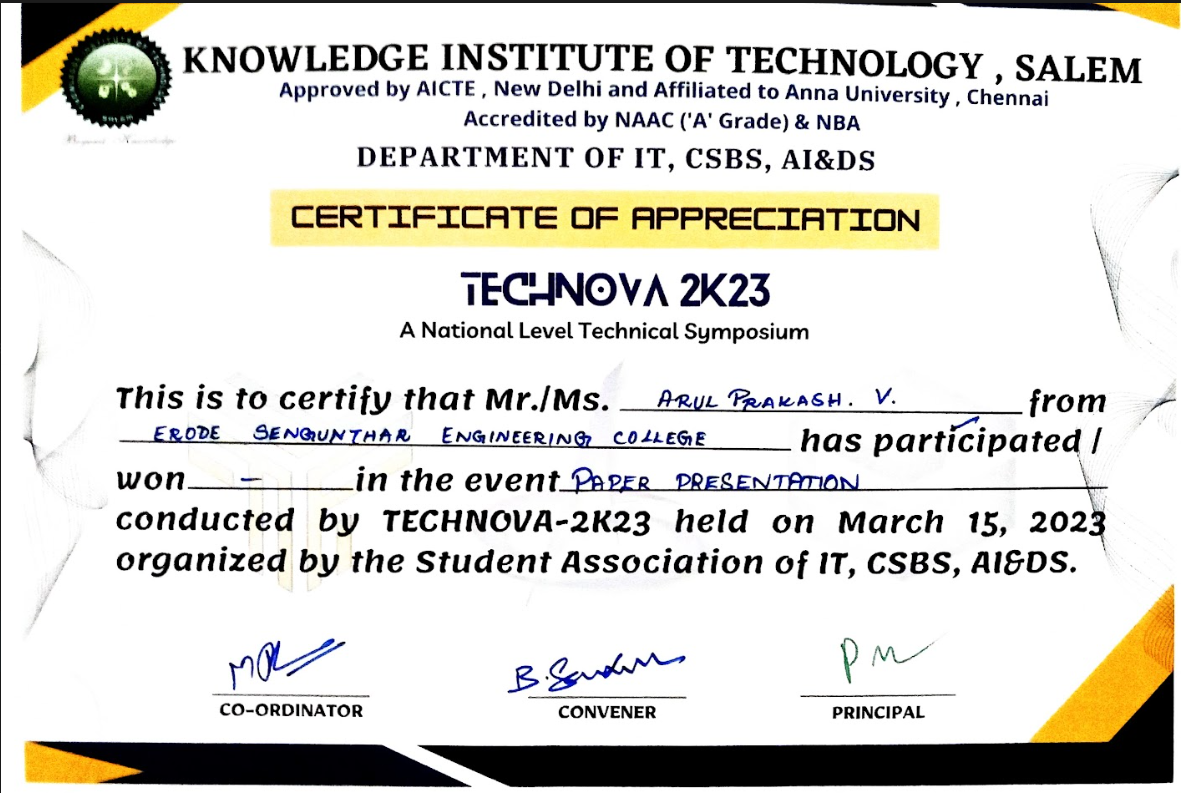 KNOWLEDGE INSTITUTE OF TECHNOLOGY , SALEM
Approved by AICTE , New Delhi and Affiliated to Anna University , Chennai
Accredited by NAAC ('A' Grade) & NBA
DEPARTMENT OF IT, CSBS, AI&DS
CERTIFICATE OF APPRECIATION
TECHNOVA 2K23
A National Level Technical Symposium
This is to certify that Mr./Ms. ARUL PRAKASH. V. from
ERODE SENGUNTHAR ENGINEERING COLLEGE has participated /
won - in the event PAPER PRESENTATION
conducted by TECHNOVA-2K23 held on March 15, 2023
organized by the Student Association of IT, CSBS, AI&DS.
CO-ORDINATOR
CONVENER
PRINCIPAL